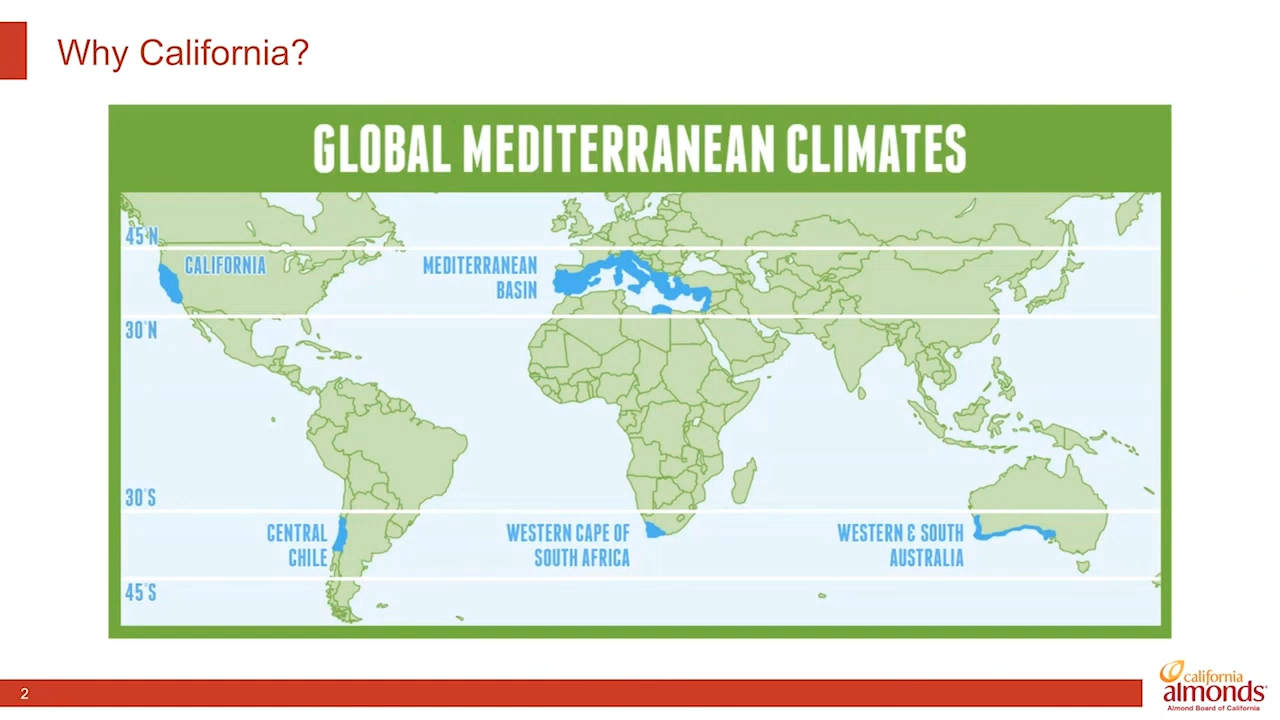 Why California?
GLOBAL MEDITERRANEAN CLIMATES
45°N
CALIFORNIA
MEDITERRANEAN
BASIN
30°N
30°S
CENTRAL
CHILE
WESTERN CAPE OF
SOUTH AFRICA
WESTERN & SOUTH
AUSTRALIA
45°S
2
california
almonds®
Almond Board of California